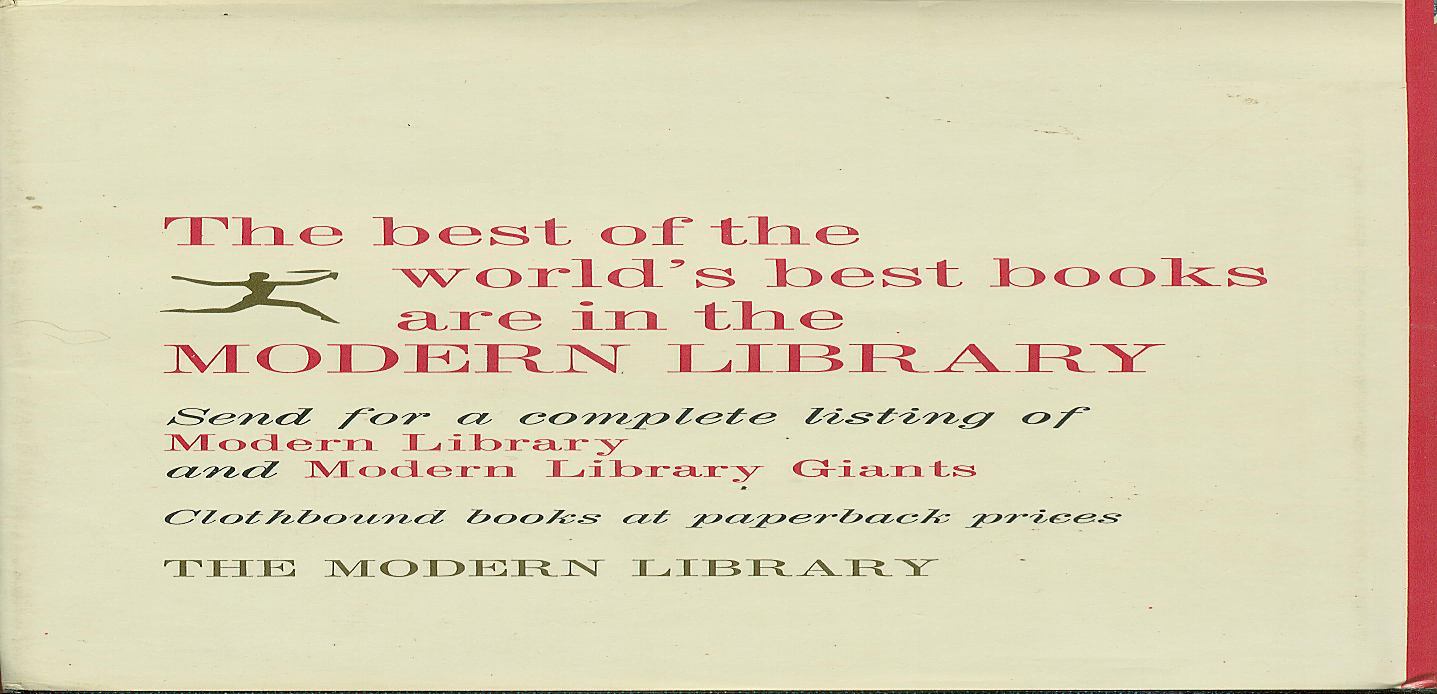 The best of the
world's best books
are in the
MODERN LIBRARY
Send for a complete listing of
Modern Library
and Modern Library Giants
Clothbound books at paperback prices
THE MODERN LIBRARY